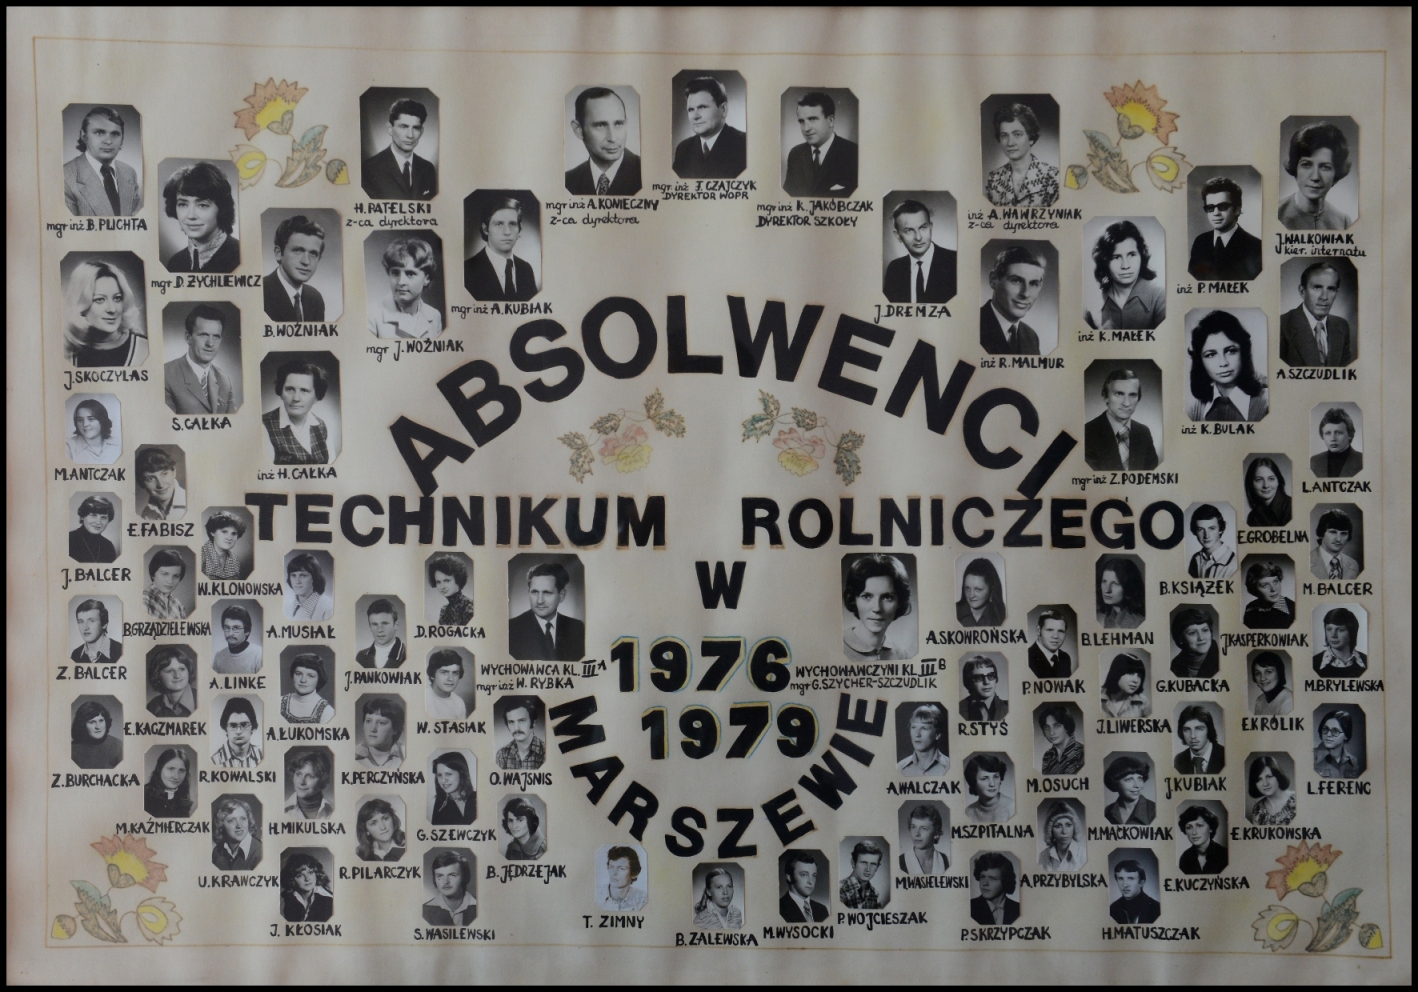 mgr inż B. PLICHTA
mgr D. ŻYCHLEWICZ
H. PATELSKI
z-ca dyrektora
mgr inż A. KONIECZNY
z-ca dyrektora
mgr inż J. CZAJCZYK
DYREKTOR WOPR
mgr inż K. JAKÓBCZAK
DYREKTOR SZKOŁY
inż A. WAWRZYNIAK
z-ca dyrektora
J. WALKOWIAK
kier. internatu
B. WOŹNIAK
mgr J. WOŹNIAK
mgr inż A. KUBIAK
J. DREMZA
inż R. MALMUR
inż K. MAŁEK
inż P. MAŁEK
J. SKOCZYLAS
S. CAŁKA
inż H. CAŁKA
mgr inż Z. PODEMSKI
inż K. BULAK
A. SZCZUDLIK
ABSOLWENCI
TECHNIKUM ROLNICZEGO
W
1976
1979
MARSZEWIE
WYCHOWAWCA KL. III A
mgr inż W. RYBKA
WYCHOWAWCZYNI KL. III B
mgr G. SZYCHER-SZCZUDLIK
M. ANTCZAK
E. FABISZ
J. BALCER
W. KLONOWSKA
B. GRZĄDZIELEWSKA
A. MUSIAŁ
D. ROGACKA
Z. BALCER
A. LINKE
J. PANKOWIAK
E. KACZMAREK
A. ŁUKOMSKA
W. STASIAK
Z. BURCHACKA
R. KOWALSKI
K. PERCZYŃSKA
O. WAJSNIS
M. KAŹMIERCZAK
H. MIKULSKA
G. SZEWCZYK
U. KRAWCZYK
R. PILARCZYK
B. JĘDRZEJAK
J. KŁOSIAK
S. WASILEWSKI
T. ZIMNY
B. ZALEWSKA
M. WYSOCKI
P. WOJCIESZAK
L. ANTCZAK
E. GROBELNA
B. KSIĄŻEK
M. BALCER
A. SKOWROŃSKA
B. LEHMAN
J. KASPERKOWIAK
P. NOWAK
G. KUBACKA
M. BRYLEWSKA
R. STYŚ
J. LIWERSKA
E. KRÓLIK
A. WALCZAK
M. OSUCH
J. KUBIAK
L. FERENC
M. SZPITALNA
M. MAĆKOWIAK
E. KRUKOWSKA
M. WASIELEWSKI
A. PRZYBYLSKA
E. KUCZYŃSKA
P. SKRZYPCZAK
H. MATUSZCZAK